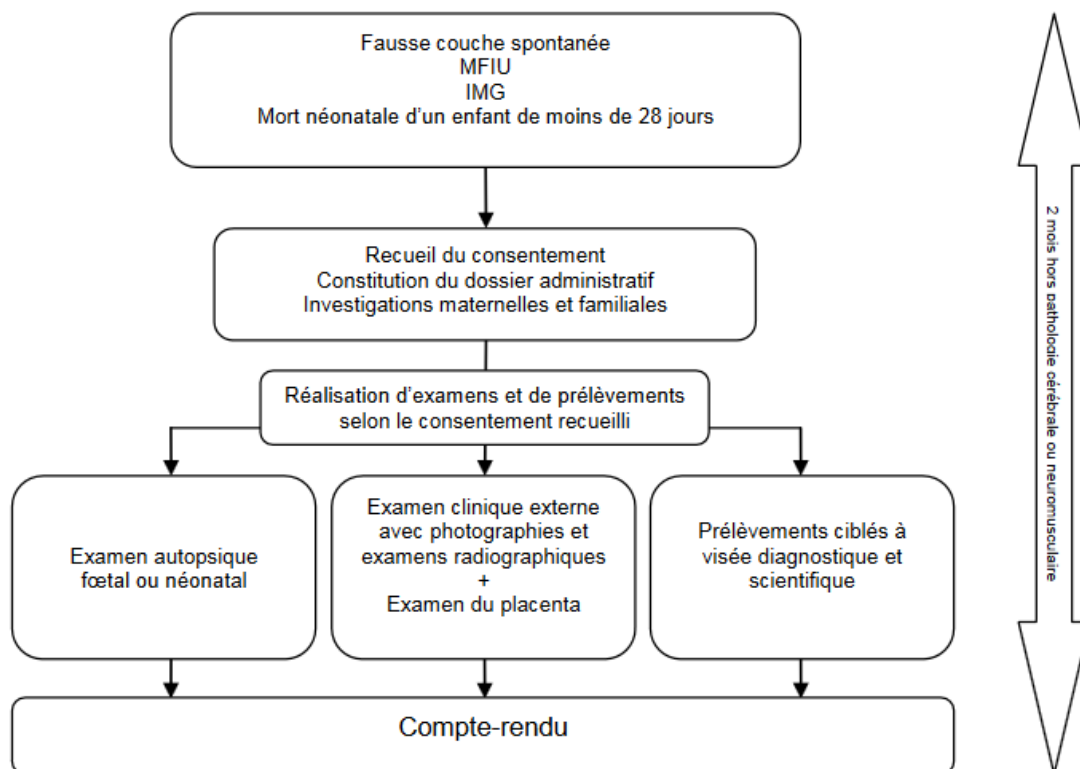 Fausse couche spontanée
MFIU
IMG
Mort néonatale d'un enfant de moins de 28 jours
Recueil du consentement
Constitution du dossier administratif
Investigations maternelles et familiales
Réalisation d'examens et de prélèvements
selon le consentement recueilli
Examen autopsique
fœtal ou néonatal
Examen clinique externe
avec photographies et
examens radiographiques
+
Examen du placenta
Prélèvements ciblés à
visée diagnostique et
scientifique
Compte-rendu
2 mois hors pathologie cérébrale ou neuromusculaire